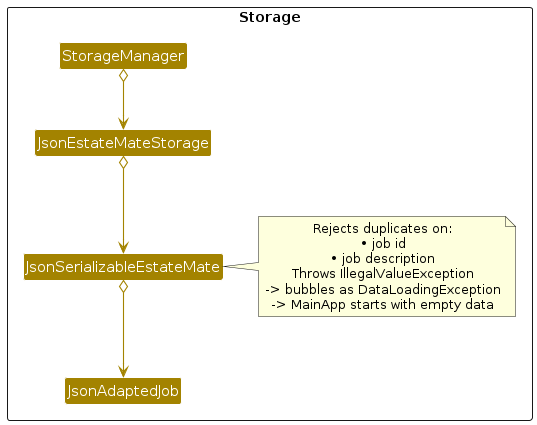 Storage
StorageManager
JsonEstateMateStorage
JsonSerializableEstateMate
Rejects duplicates on:
• job id
• job description
Throws IllegalValueException
-> bubbles as DataLoadingException
-> MainApp starts with empty data
JsonAdaptedJob